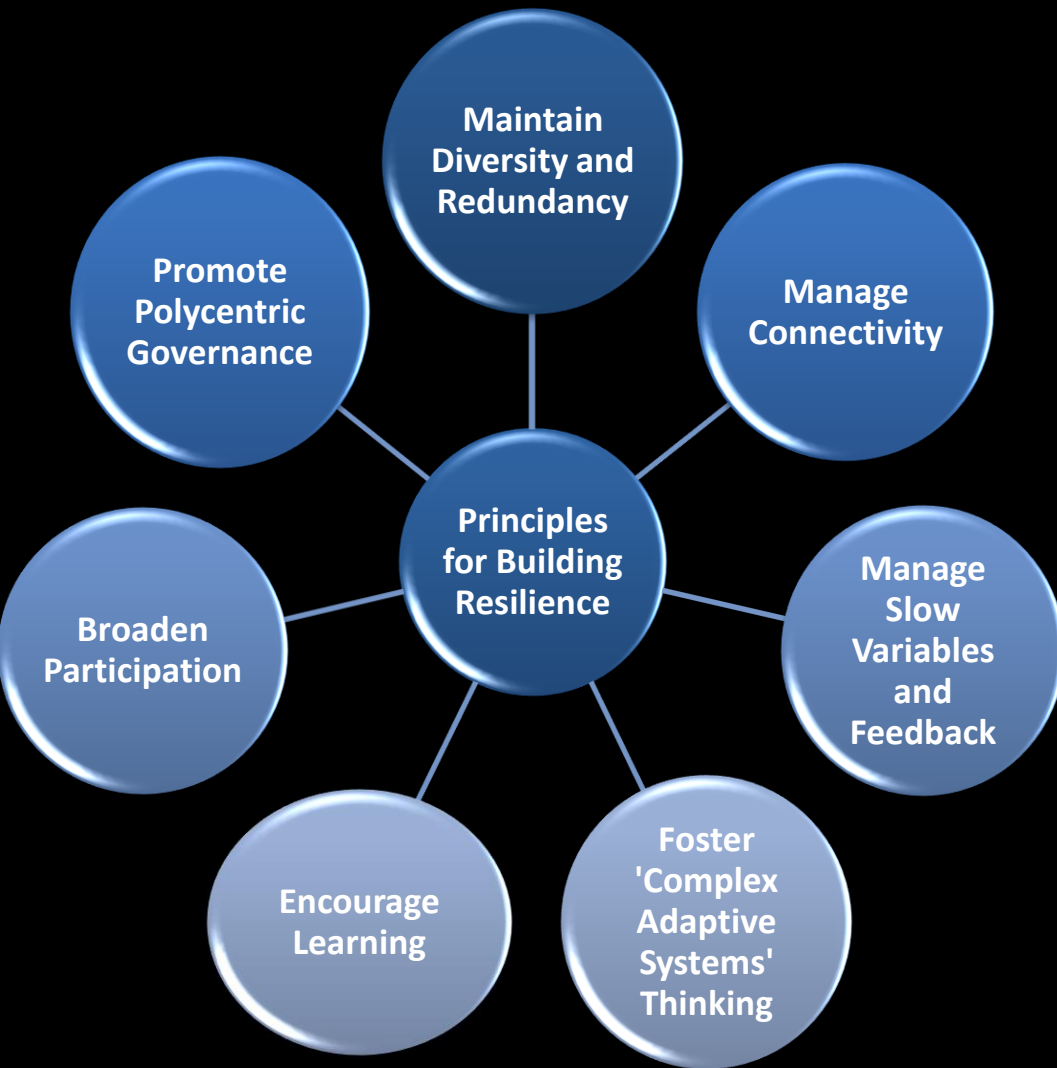 Maintain
Diversity and
Redundancy
Manage
Connectivity
Manage
Slow
Variables
and
Feedback
Foster
'Complex
Adaptive
Systems'
Thinking
Encourage
Learning
Broaden
Participation
Promote
Polycentric
Governance
Principles
for Building
Resilience